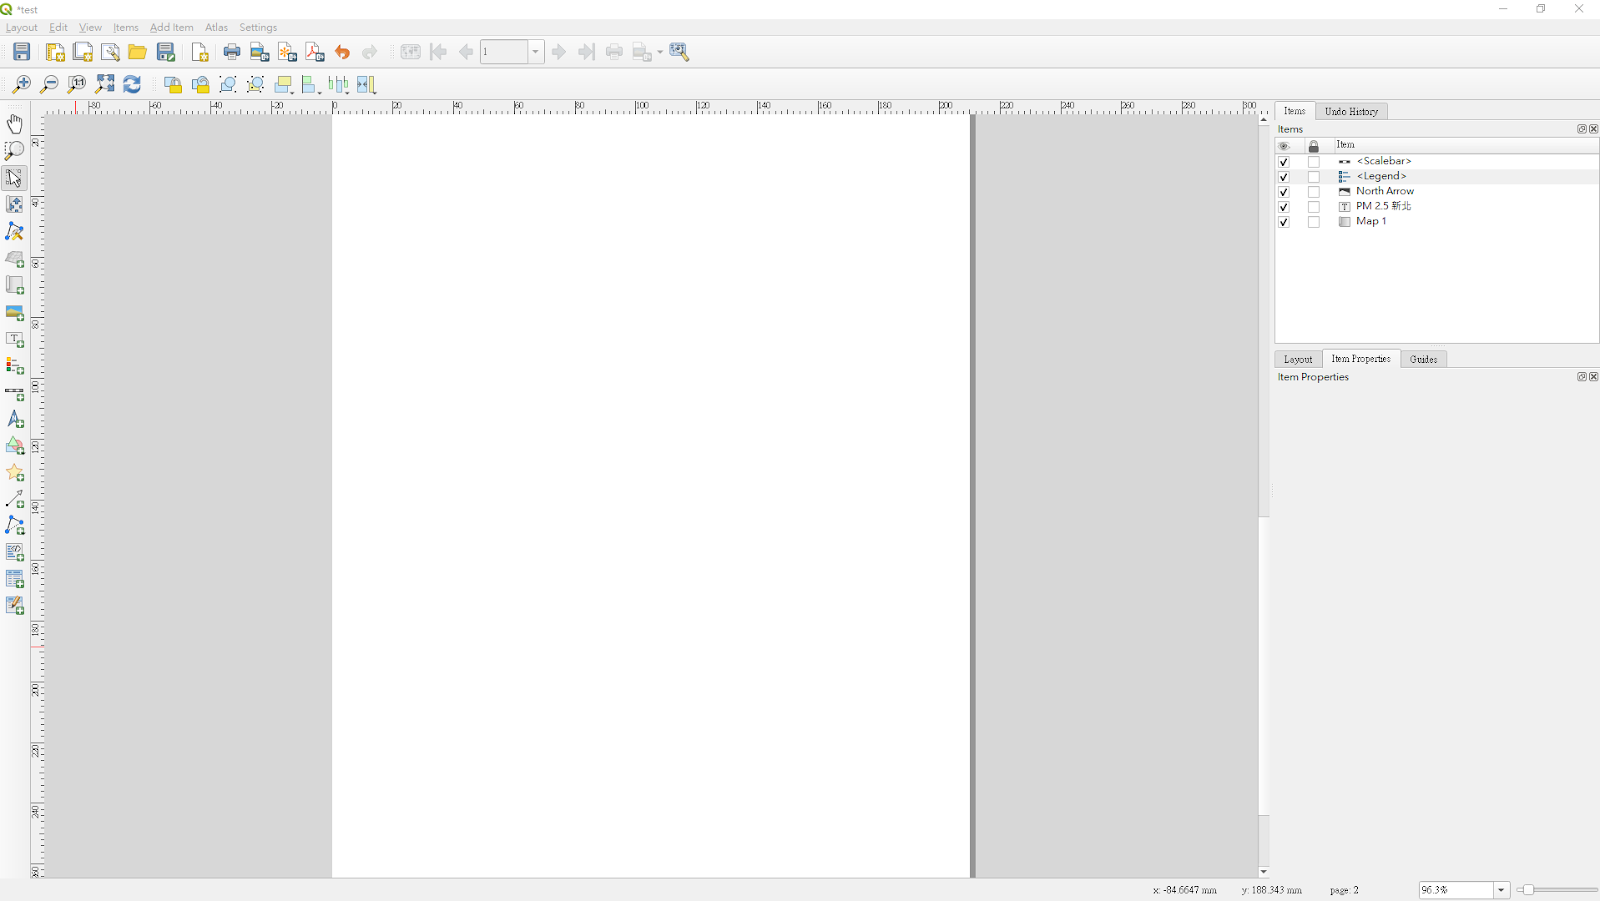 *test
Layout Edit View Items Add Item Atlas Settings
1
-80 -60 -40 -20 0 20 40 60 80 100 120 140 160 180 200 220 240 260 280 300
20
40
60
80
100
120
140
160
180
200
220
240
260
Items Undo History
Items
Item
<Scalebar>
<Legend>
North Arrow
PM 2.5 新北
Map 1
Layout Item Properties Guides
Item Properties
x: -84.6647 mm y: 188.343 mm page: 2 96.3%